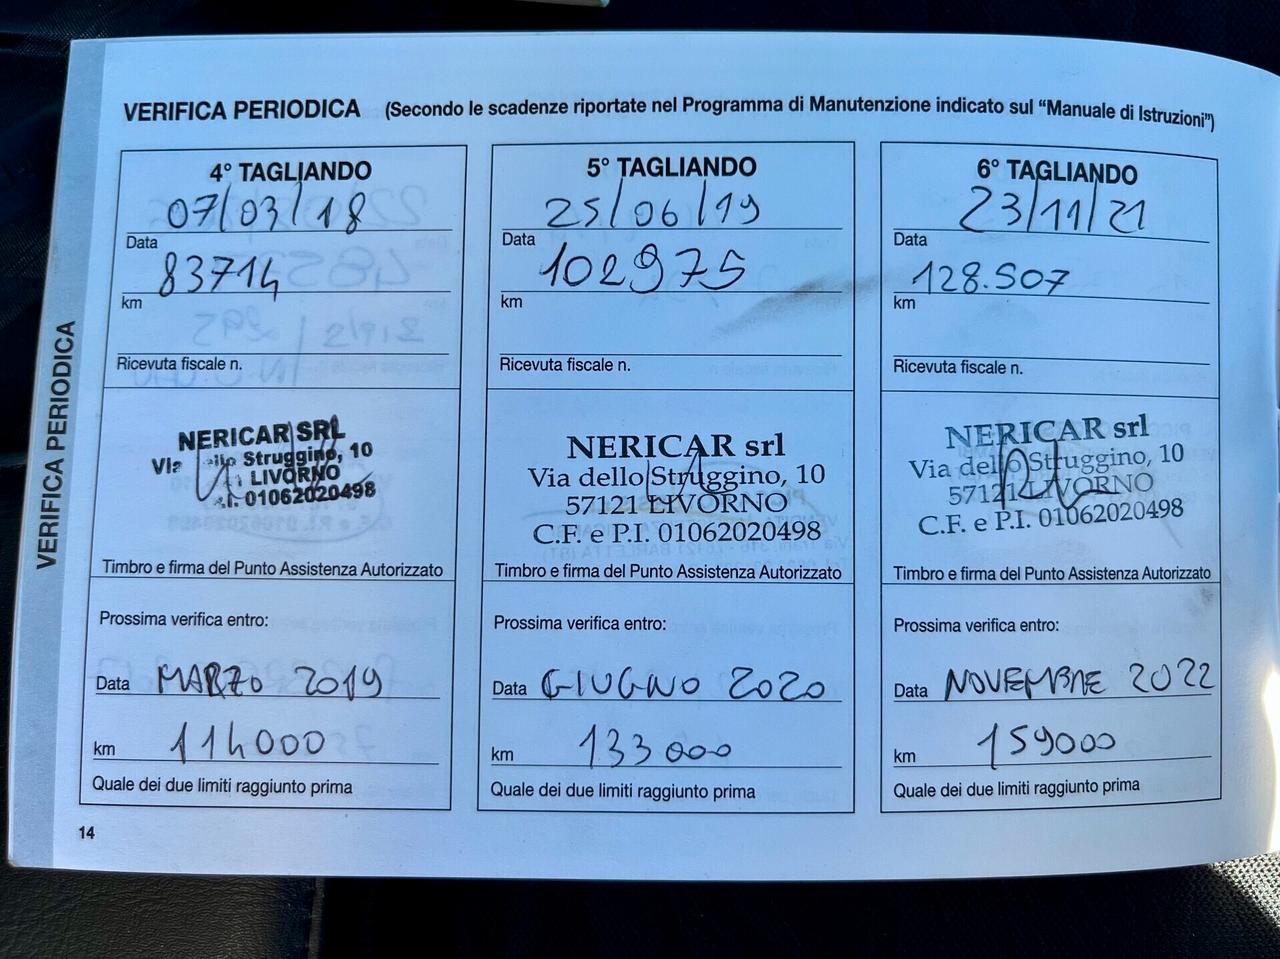 VERIFICA PERIODICA (Secondo le scadenze riportate nel Programma di Manutenzione indicato sul “Manuale di Istruzioni”)
VERIFICA PERIODICA
4° TAGLIANDO
07/03/18
Data
83714
km
Ricevuta fiscale n.
NERICAR SRL
Via dello Struggino, 10
LIVORNO
01062020498
Timbro e firma del Punto Assistenza Autorizzato
Prossima verifica entro:
Data MARZO 2019
km 114000
Quale dei due limiti raggiunto prima
5° TAGLIANDO
25/06/19
Data
102975
km
Ricevuta fiscale n.
NERICAR srl
Via dello Struggino, 10
57121 LIVORNO
C.F. e P.I. 01062020498
Timbro e firma del Punto Assistenza Autorizzato
Prossima verifica entro:
Data GIUGNO 2020
km 133000
Quale dei due limiti raggiunto prima
6° TAGLIANDO
23/11/21
Data
128.507
km
Ricevuta fiscale n.
NERICAR srl
Via dello Struggino, 10
57121 LIVORNO
C.F. e P.I. 01062020498
Timbro e firma del Punto Assistenza Autorizzato
Prossima verifica entro:
Data NOVEMBRE 2022
km 159000
Quale dei due limiti raggiunto prima
14